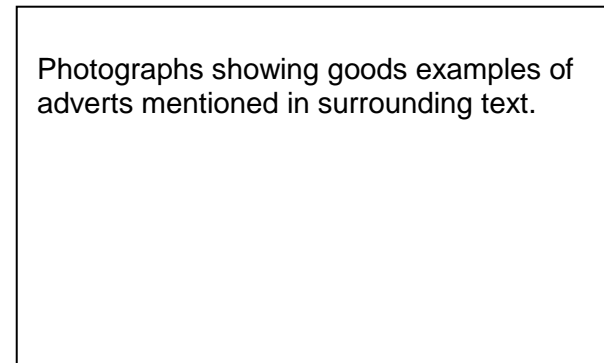 Photographs showing goods examples of
adverts mentioned in surrounding text.